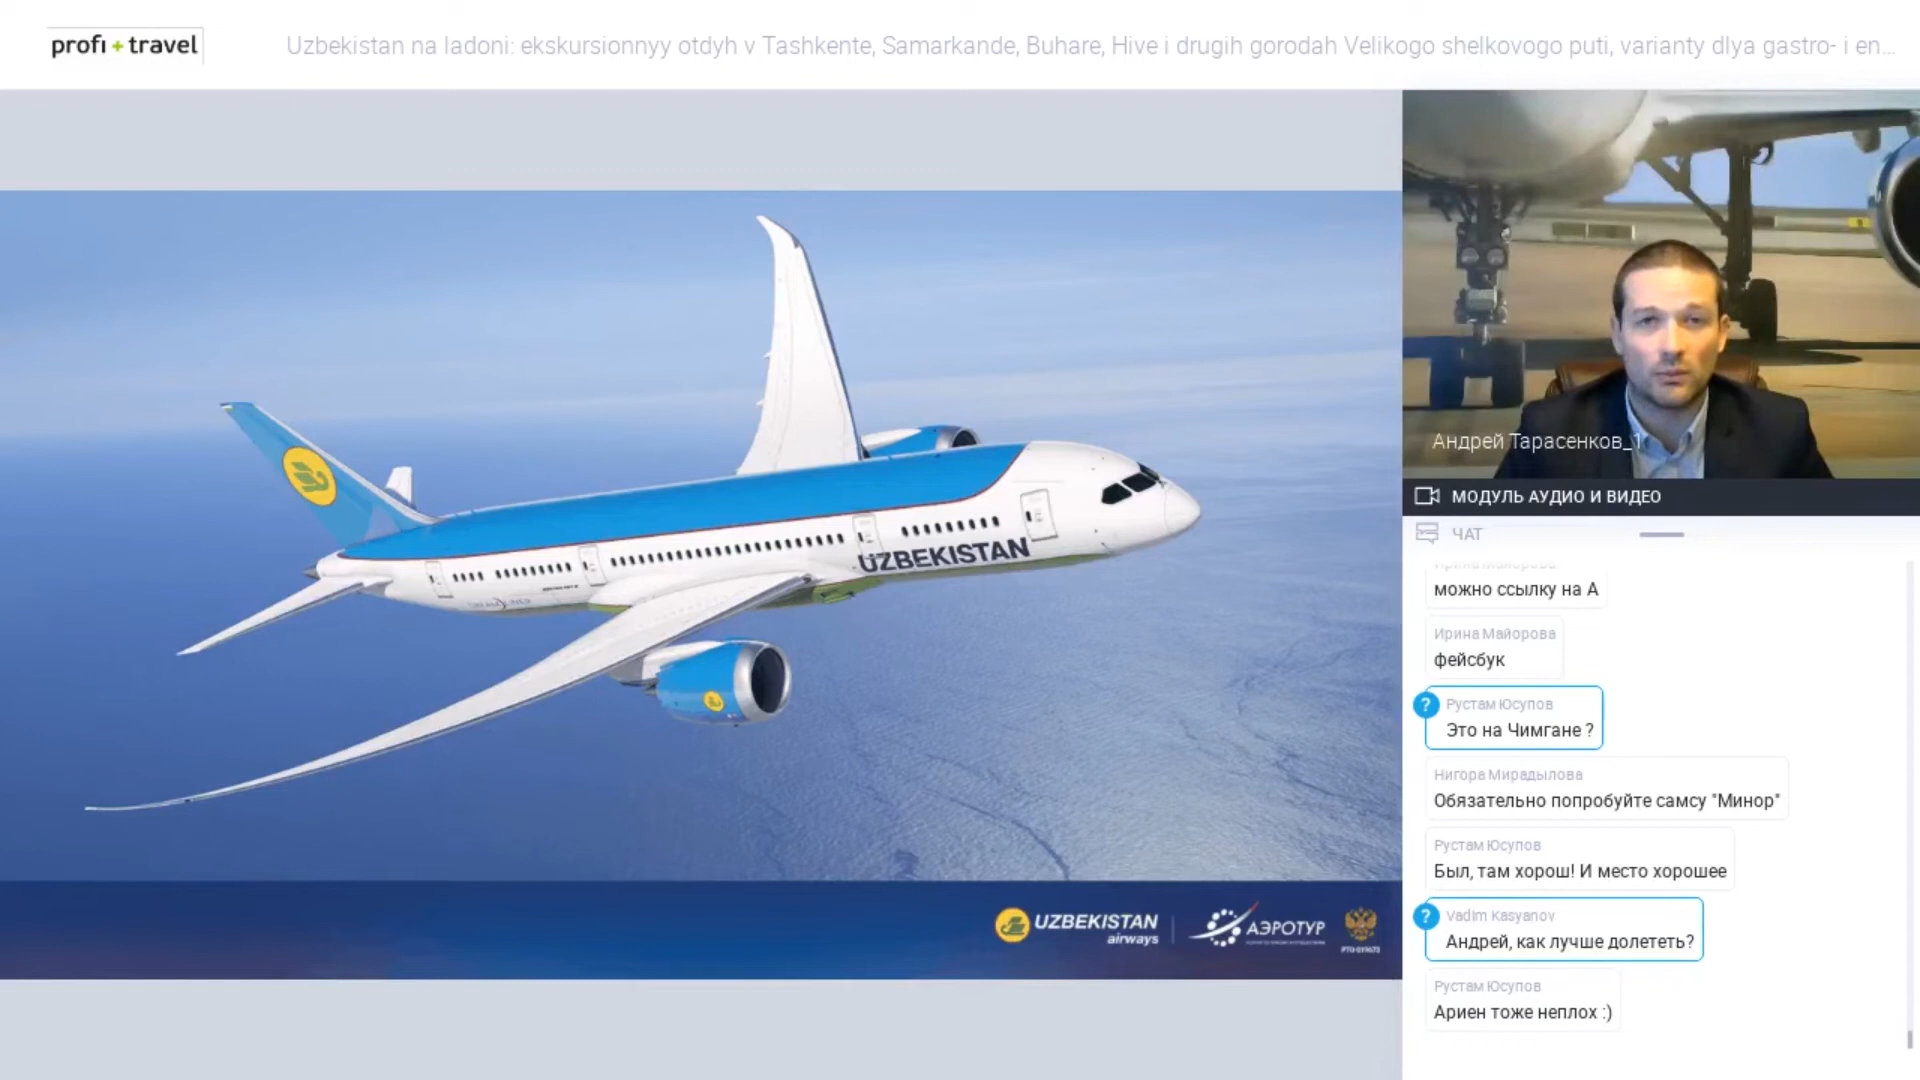 profi + travel
Uzbekistan na ladoni: ekskursionnyy otdyh v Tashkente, Samarkande, Buhare, Hive i drugih gorodah Velikogo shelkovogo puti, varianty dlya gastro- i en...
UZBEKISTAN
UZBEKISTAN
airways
АЭРОТУР
Андрей Тарасенков_1
МОДУЛЬ АУДИО И ВИДЕО
ЧАТ
Ирина Майорова
можно ссылку на А
Ирина Майорова
фейсбук
?
Рустам Юсупов
Это на Чимгане ?
Нигора Мирадылова
Обязательно попробуйте самсу "Минор"
Рустам Юсупов
Был, там хорош! И место хорошее
?
Vadim Kasyanov
Андрей, как лучше долететь?
Рустам Юсупов
Ариен тоже неплох :)